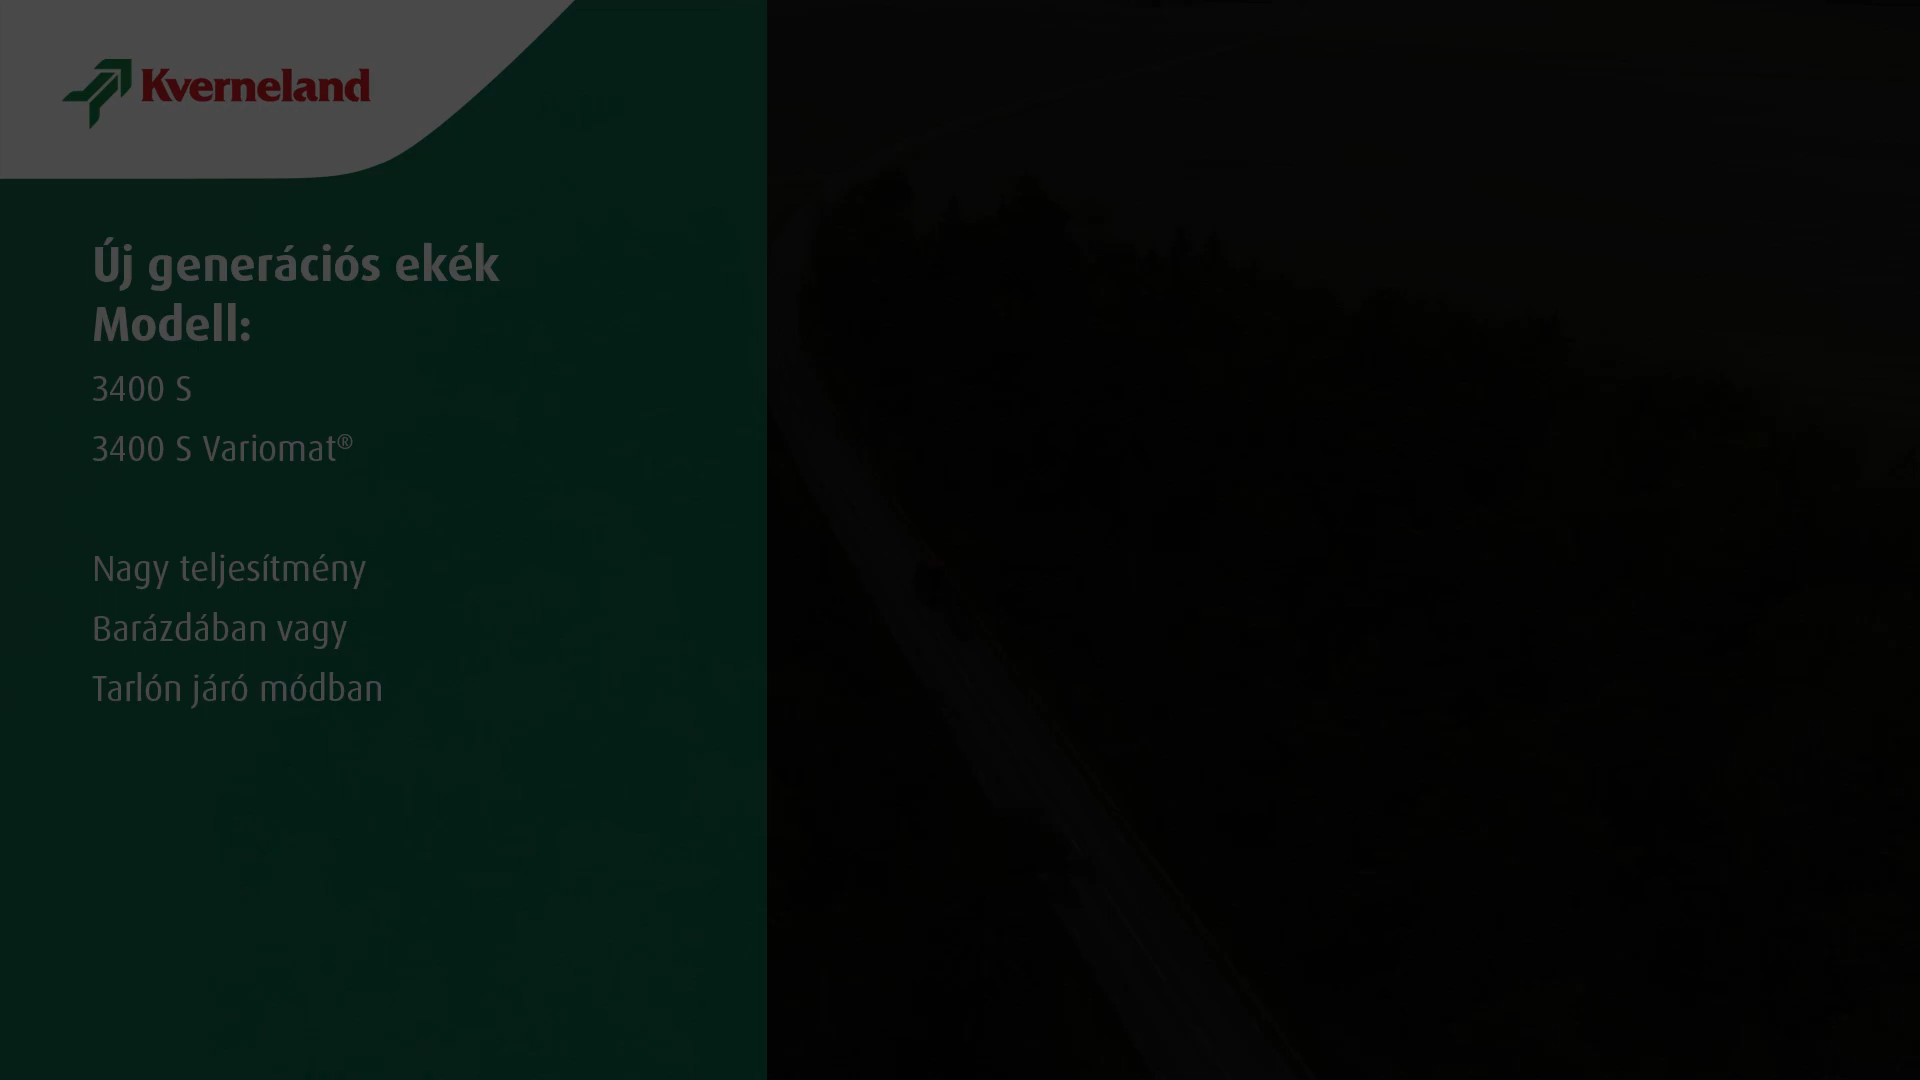 Kverneland
Új generációs ekék
Modell:
3400 S
3400 S Variomat®
Nagy teljesítmény
Barázdában vagy
Tarlón járó módban